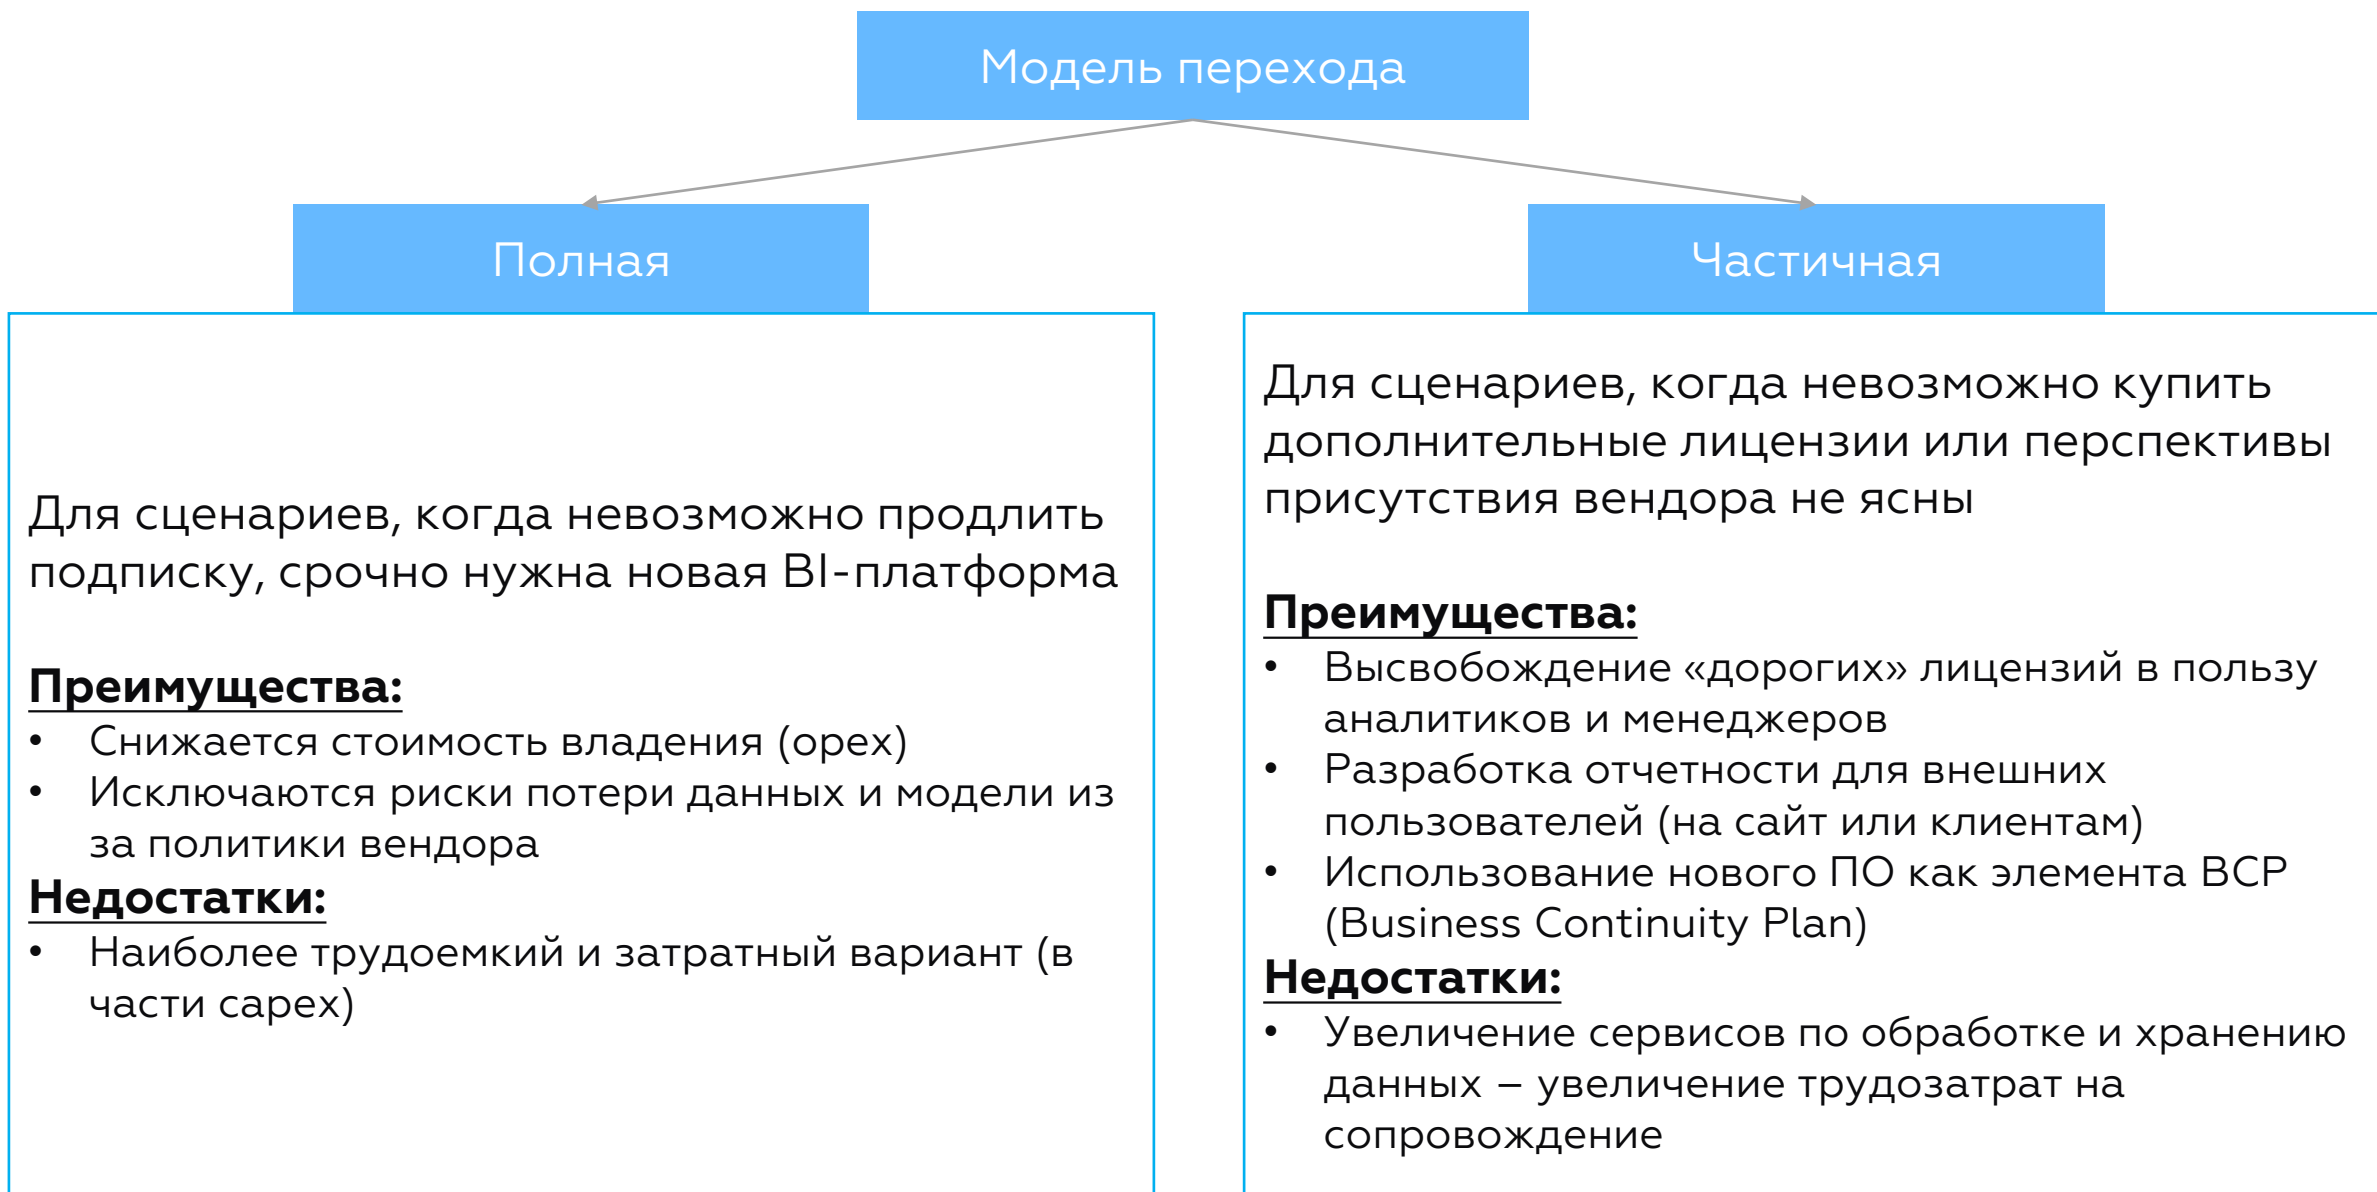 Модель перехода
Полная
Для сценариев, когда невозможно продлить
подписку, срочно нужна новая BI-платформа
Преимущества:
• Снижается стоимость владения (opex)
• Исключаются риски потери данных и модели из
за политики вендора
Недостатки:
• Наиболее трудоемкий и затратный вариант (в
части capex)
Частичная
Для сценариев, когда невозможно купить
дополнительные лицензии или перспективы
присутствия вендора не ясны
Преимущества:
• Высвобождение «дорогих» лицензий в пользу
аналитиков и менеджеров
• Разработка отчетности для внешних
пользователей (на сайт или клиентам)
• Использование нового ПО как элемента BCP
(Business Continuity Plan)
Недостатки:
• Увеличение сервисов по обработке и хранению
данных – увеличение трудозатрат на
сопровождение